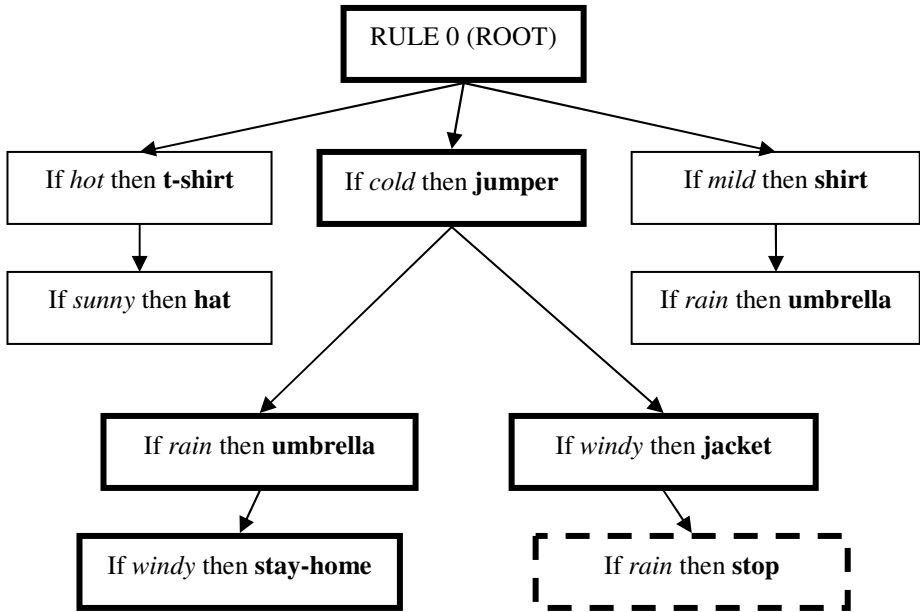 RULE 0 (ROOT)
If hot then t-shirt
If cold then jumper
If mild then shirt
If sunny then hat
If rain then umbrella
If rain then umbrella
If windy then jacket
If windy then stay-home
If rain then stop